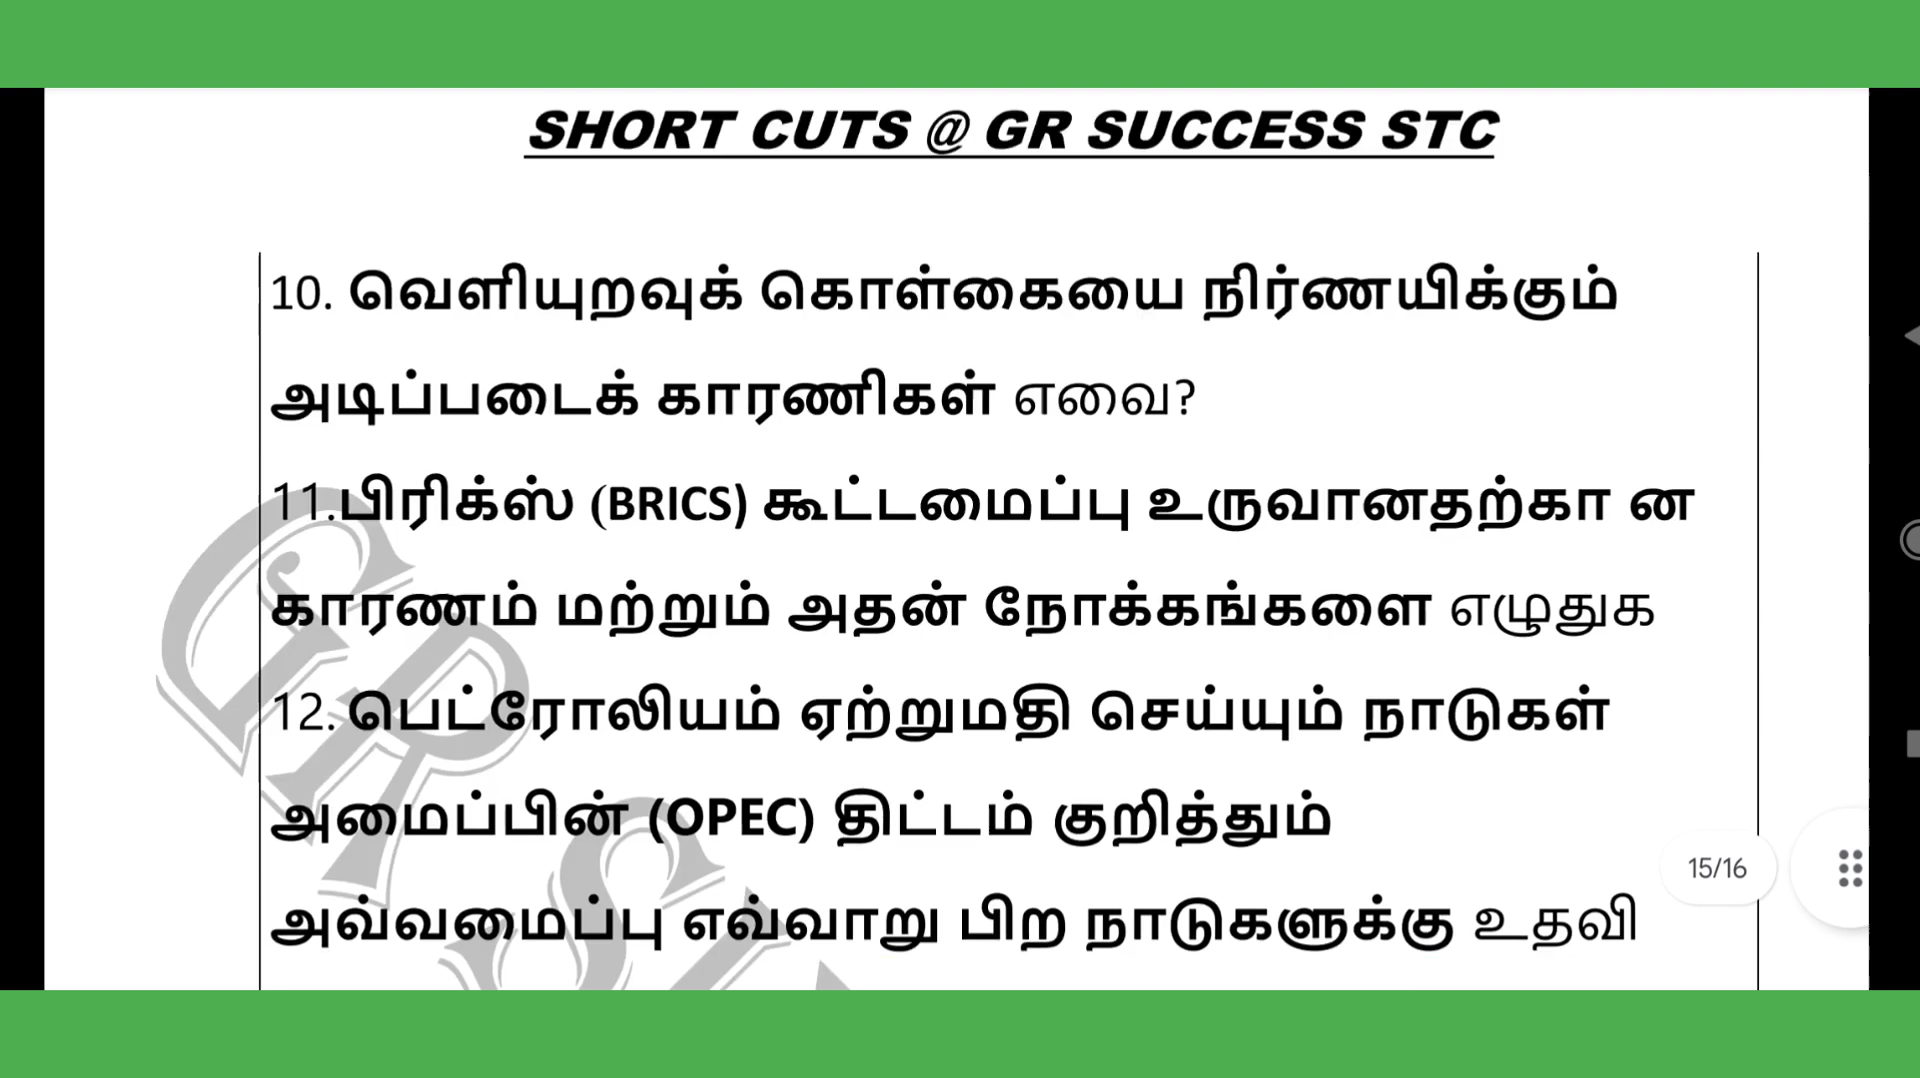 SHORT CUTS @ GR SUCCESS STC
10. வெளியுறவுக் கொள்கையை நிர்ணயிக்கும்
அடிப்படைக் காரணிகள் எவை?
11.பிரிக்ஸ் (BRICS) கூட்டமைப்பு உருவானதற்கா ன
காரணம் மற்றும் அதன் நோக்கங்களை எழுதுக
12. பெட்ரோலியம் ஏற்றுமதி செய்யும் நாடுகள்
அமைப்பின் (OPEC) திட்டம் குறித்தும்
15/16
அவ்வமைப்பு எவ்வாறு பிற நாடுகளுக்கு உதவி